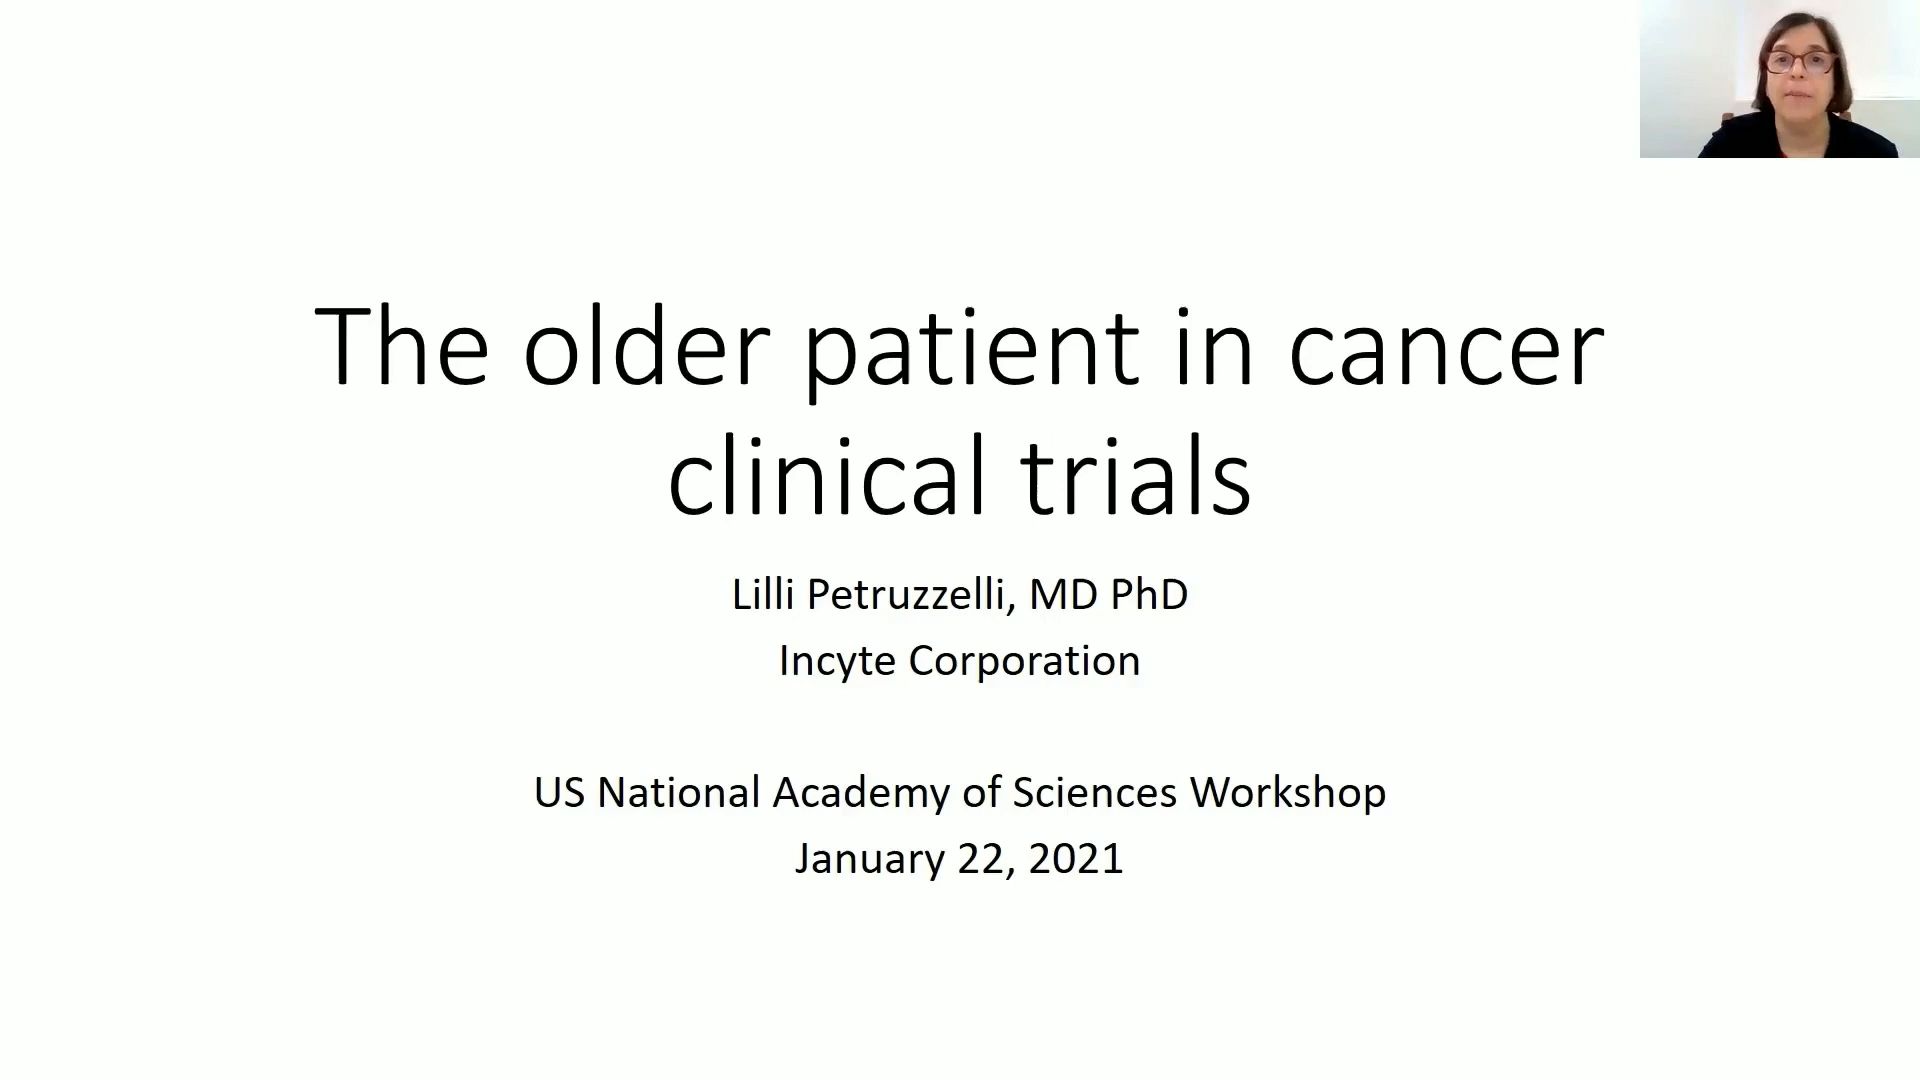 The older patient in cancer
clinical trials
Lilli Petruzzelli, MD PhD
Incyte Corporation
US National Academy of Sciences Workshop
January 22, 2021